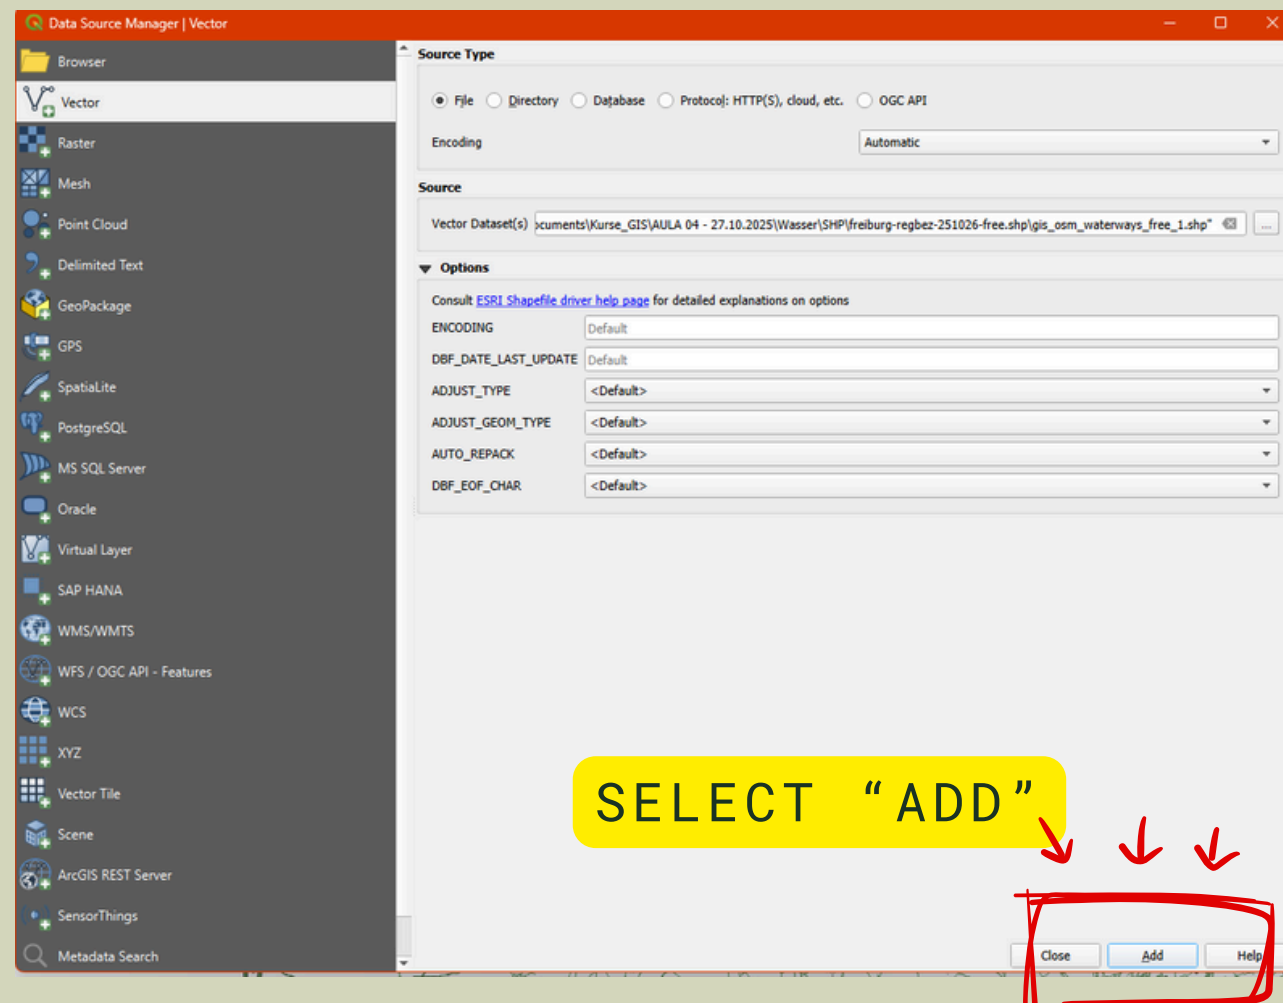 Data Source Manager | Vector
Browser
Vector
Raster
Mesh
Point Cloud
Delimited Text
GeoPackage
GPS
SpatiaLite
PostgreSQL
MS SQL Server
Oracle
Virtual Layer
SAP HANA
WMS/WMTS
WFS / OGC API - Features
WCS
XYZ
Vector Tile
Scene
ArcGIS REST Server
SensorThings
Metadata Search
Source Type
File Directory Database Protocol: HTTP(S), cloud, etc. OGC API
Encoding Automatic
Source
Vector Dataset(s) ocuments\Kurse_GIS\AULA 04 - 27.10.2025\Wasser\SHP\freiburg-regbez-251026-free.shp\gis_osm_waterways_free_1.shp" ...
Options
Consult ESRI Shapefile driver help page for detailed explanations on options
ENCODING Default
DBF_DATE_LAST_UPDATE Default
ADJUST_TYPE <Default>
ADJUST_GEOM_TYPE <Default>
AUTO_REPACK <Default>
DBF_EOF_CHAR <Default>
SELECT “ADD”
Close Add Help